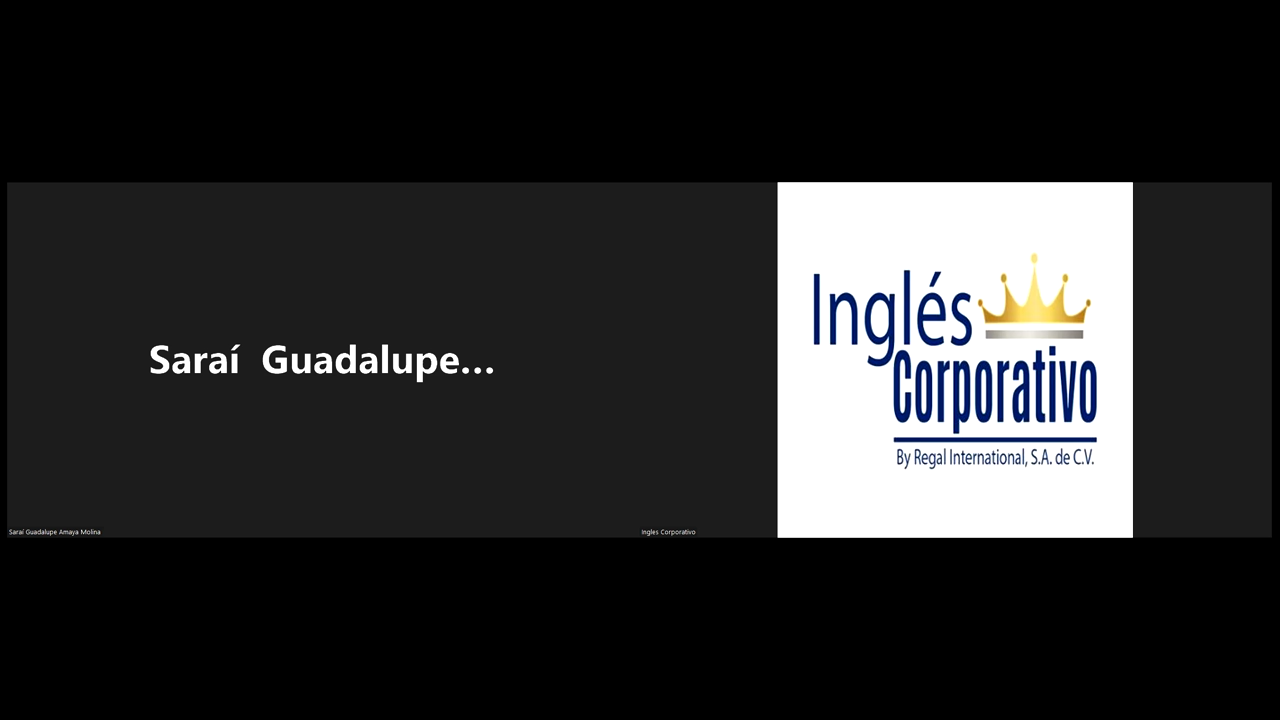 Saraí Guadalupe...
Saraí Guadalupe Amaya Molina
Inglés
Corporativo
By Regal International, S.A. de C.V.
Ingles Corporativo